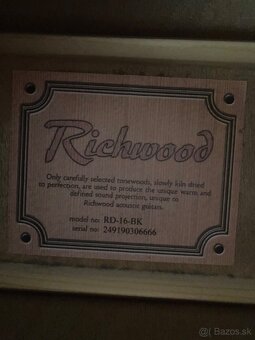 Richwood
Only carefully selected tonewoods, slowly kiln dried
to perfection, are used to produce the unique warm and
defined sound projection, unique to
Richwood acoustic guitars.
model no: RD-16-BK
serial no: 249190306666
Bazos.sk